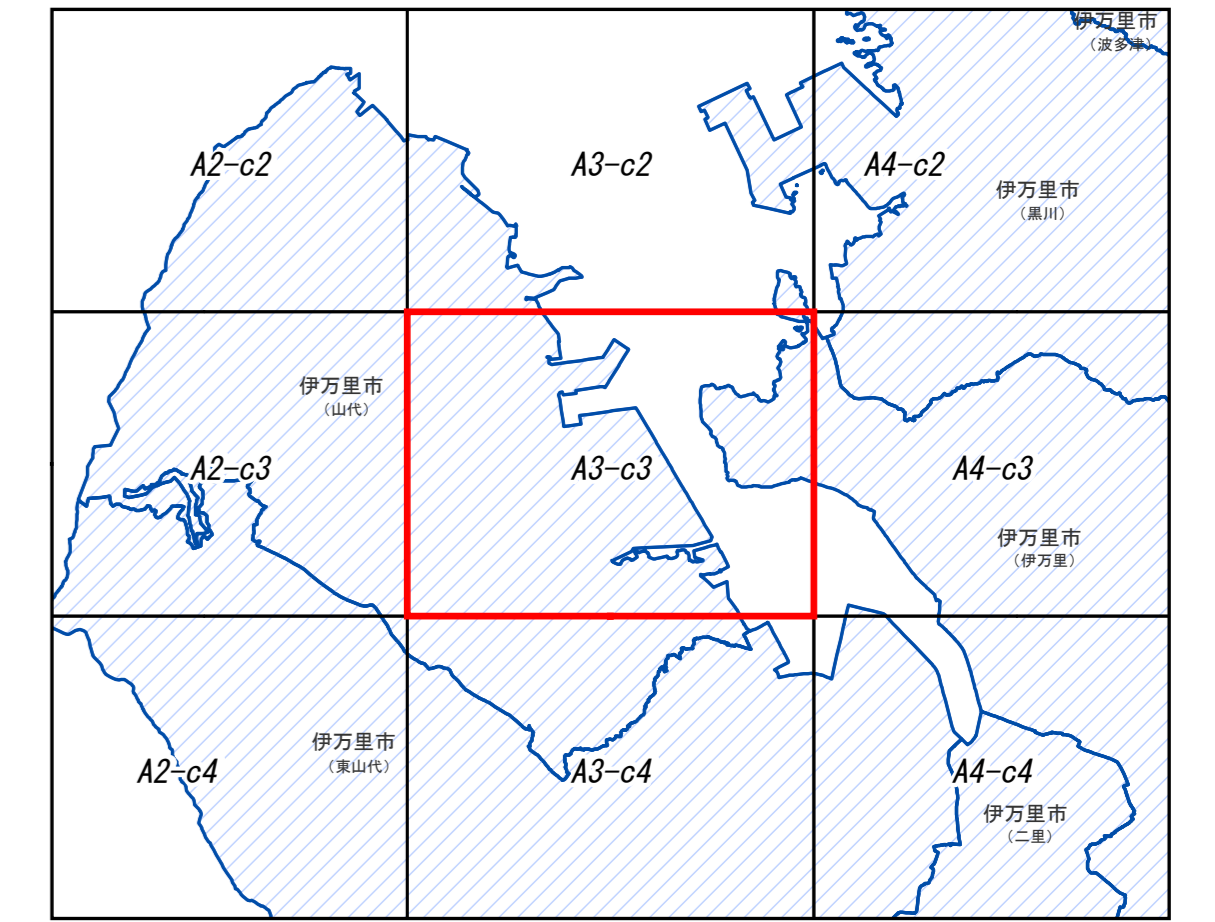 伊万里市
（波多津）
A2-c2
A3-c2
A4-c2
伊万里市
（黒川）
伊万里市
（山代）
A2-c3
A3-c3
A4-c3
伊万里市
（伊万里）
伊万里市
（東山代）
A2-c4
A3-c4
A4-c4
伊万里市
（二里）